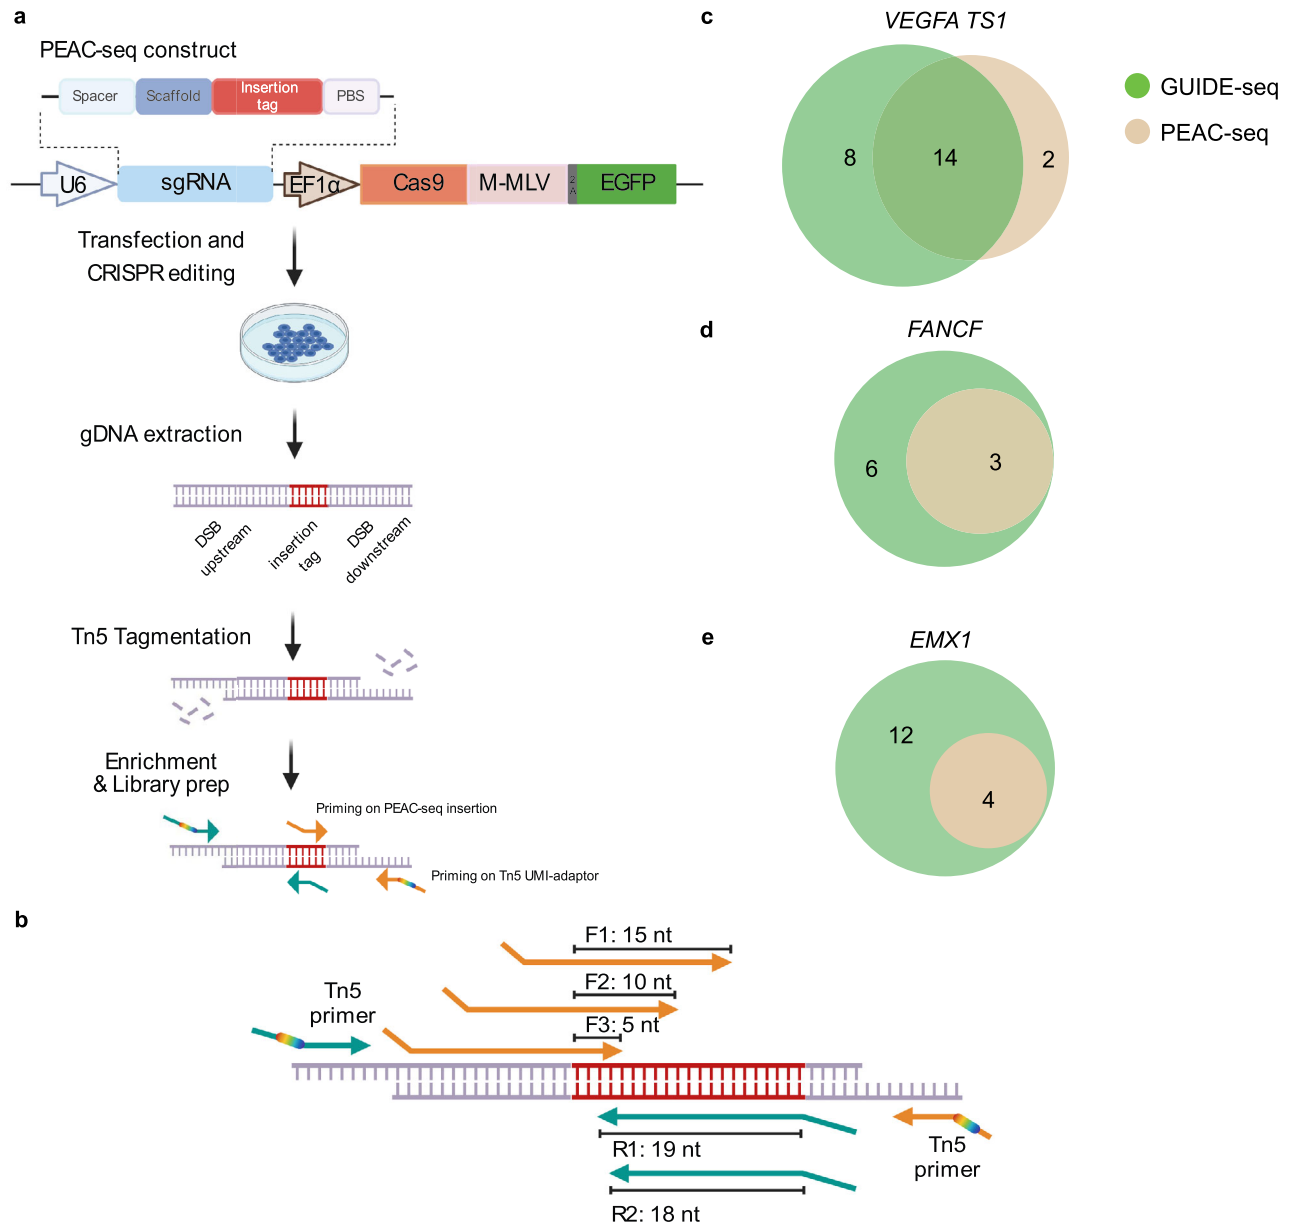 a
PEAC-seq construct
Spacer
Scaffold
Insertion
tag
PBS
U6
sgRNA
EF1α
Cas9
M-MLV
2A
EGFP
Transfection and
CRISPR editing
gDNA extraction
DSB
upstream
insertion
tag
DSB
downstream
Tn5 Tagmentation
Enrichment
& Library prep
Priming on PEAC-seq insertion
Priming on Tn5 UMI-adaptor
b
F1: 15 nt
F2: 10 nt
F3: 5 nt
Tn5
primer
R1: 19 nt
R2: 18 nt
Tn5
primer
c
VEGFA TS1
8
14
2
GUIDE-seq
PEAC-seq
d
FANCF
6
3
e
EMX1
12
4